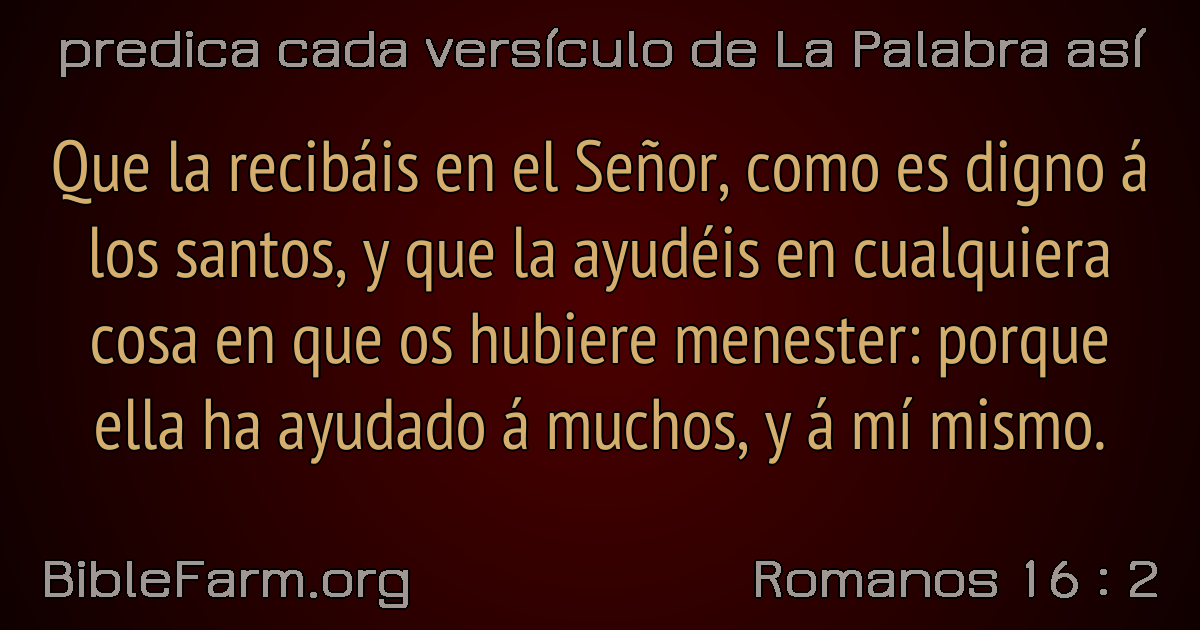 predica cada versículo de La Palabra así
Que la recibáis en el Señor, como es digno á
los santos, y que la ayudéis en cualquiera
cosa en que os hubiere menester: porque
ella ha ayudado á muchos, y á mí mismo.
BibleFarm.org
Romanos 16 : 2